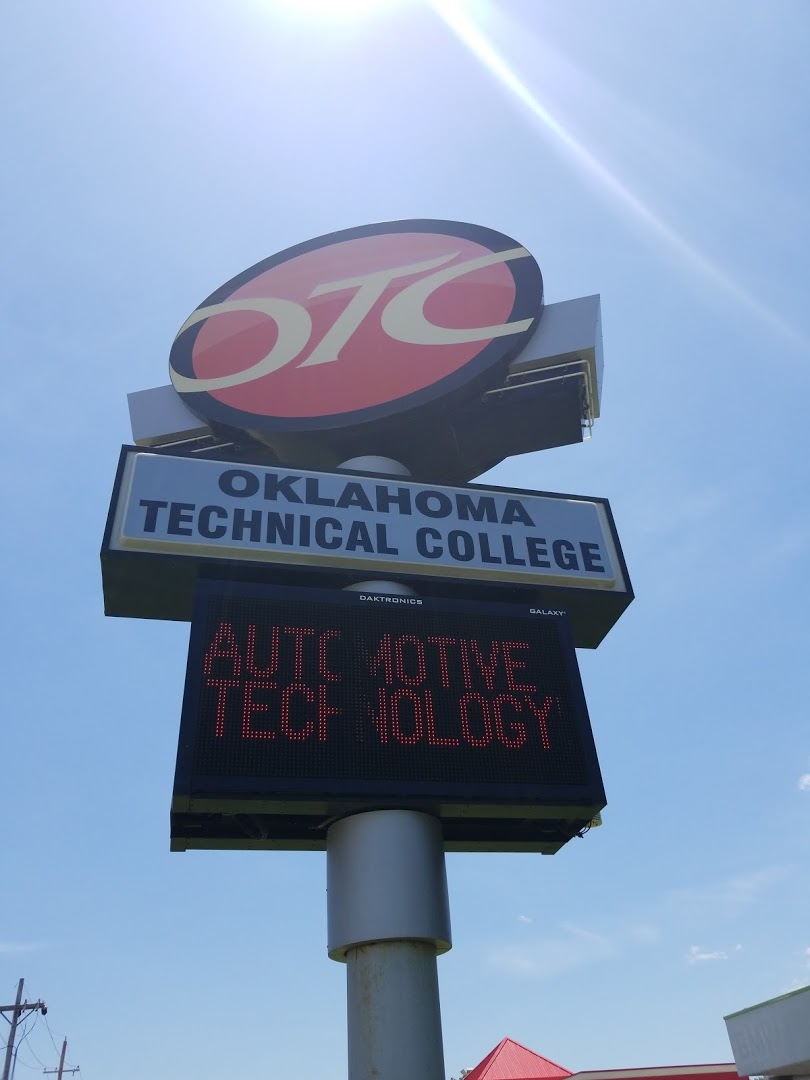 OTC
OKLAHOMA
TECHNICAL COLLEGE
DAKTRONICS
GALAXY
AUTOMOTIVE
TECHNOLOGY